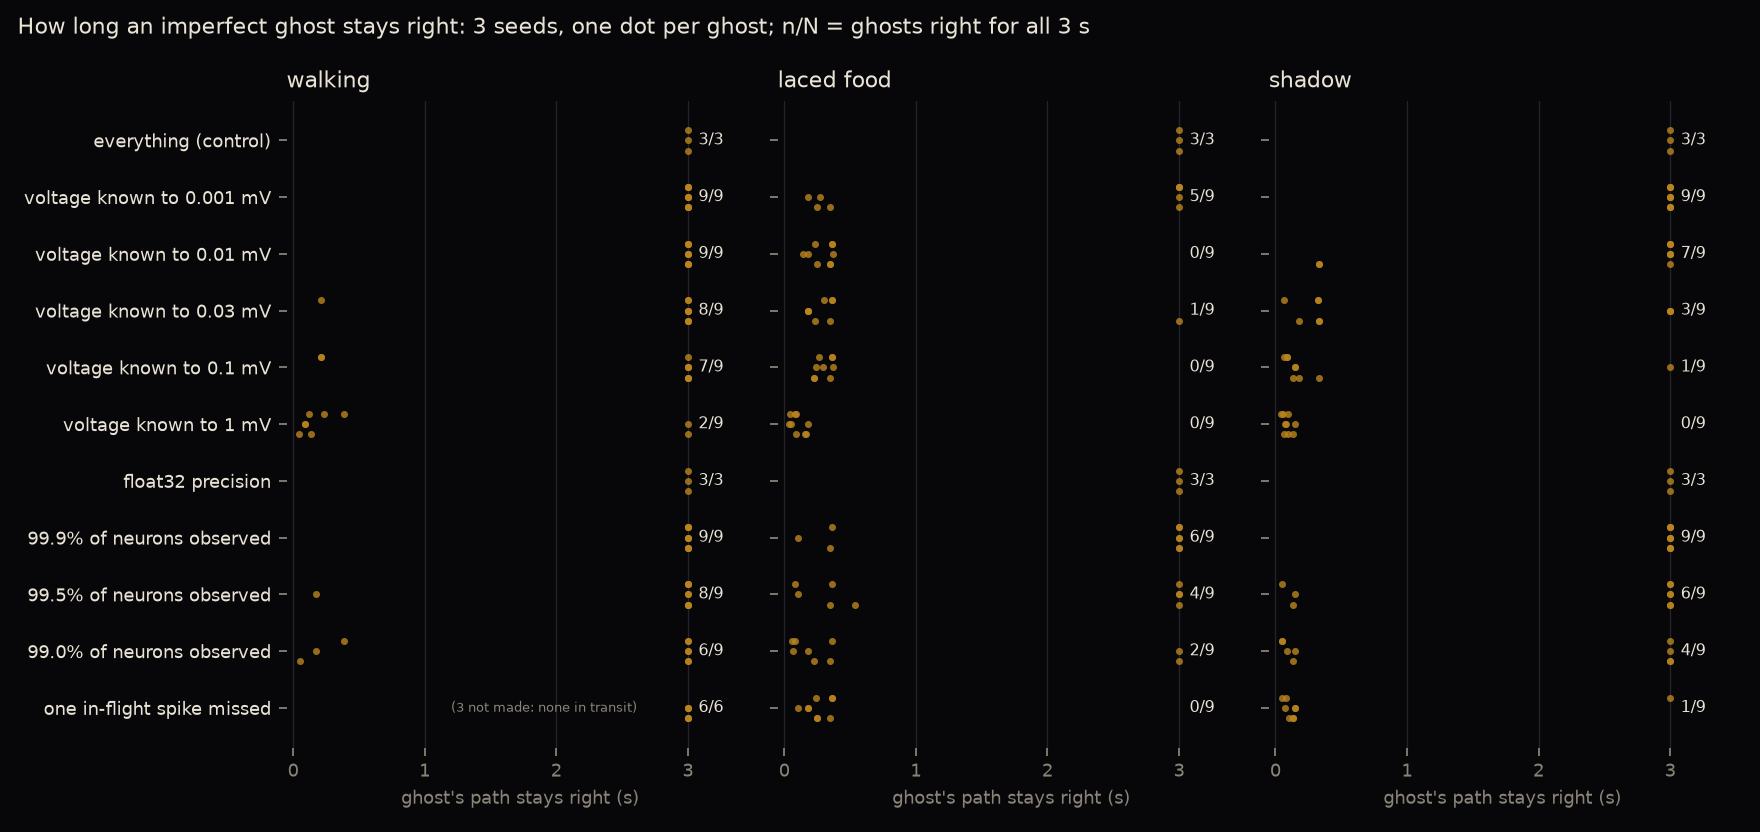 How long an imperfect ghost stays right: 3 seeds, one dot per ghost; n/N = ghosts right for all 3 s
walking laced food shadow
everything (control) 3/3 3/3 3/3
voltage known to 0.001 mV 9/9 5/9 9/9
voltage known to 0.01 mV 9/9 0/9 7/9
voltage known to 0.03 mV 8/9 1/9 3/9
voltage known to 0.1 mV 7/9 0/9 1/9
voltage known to 1 mV 2/9 0/9 0/9
float32 precision 3/3 3/3 3/3
99.9% of neurons observed 9/9 6/9 9/9
99.5% of neurons observed 8/9 4/9 6/9
99.0% of neurons observed 6/9 2/9 4/9
one in-flight spike missed (3 not made: none in transit) 6/6 0/9 1/9
0 1 2 3 0 1 2 3 0 1 2 3
ghost's path stays right (s) ghost's path stays right (s) ghost's path stays right (s)